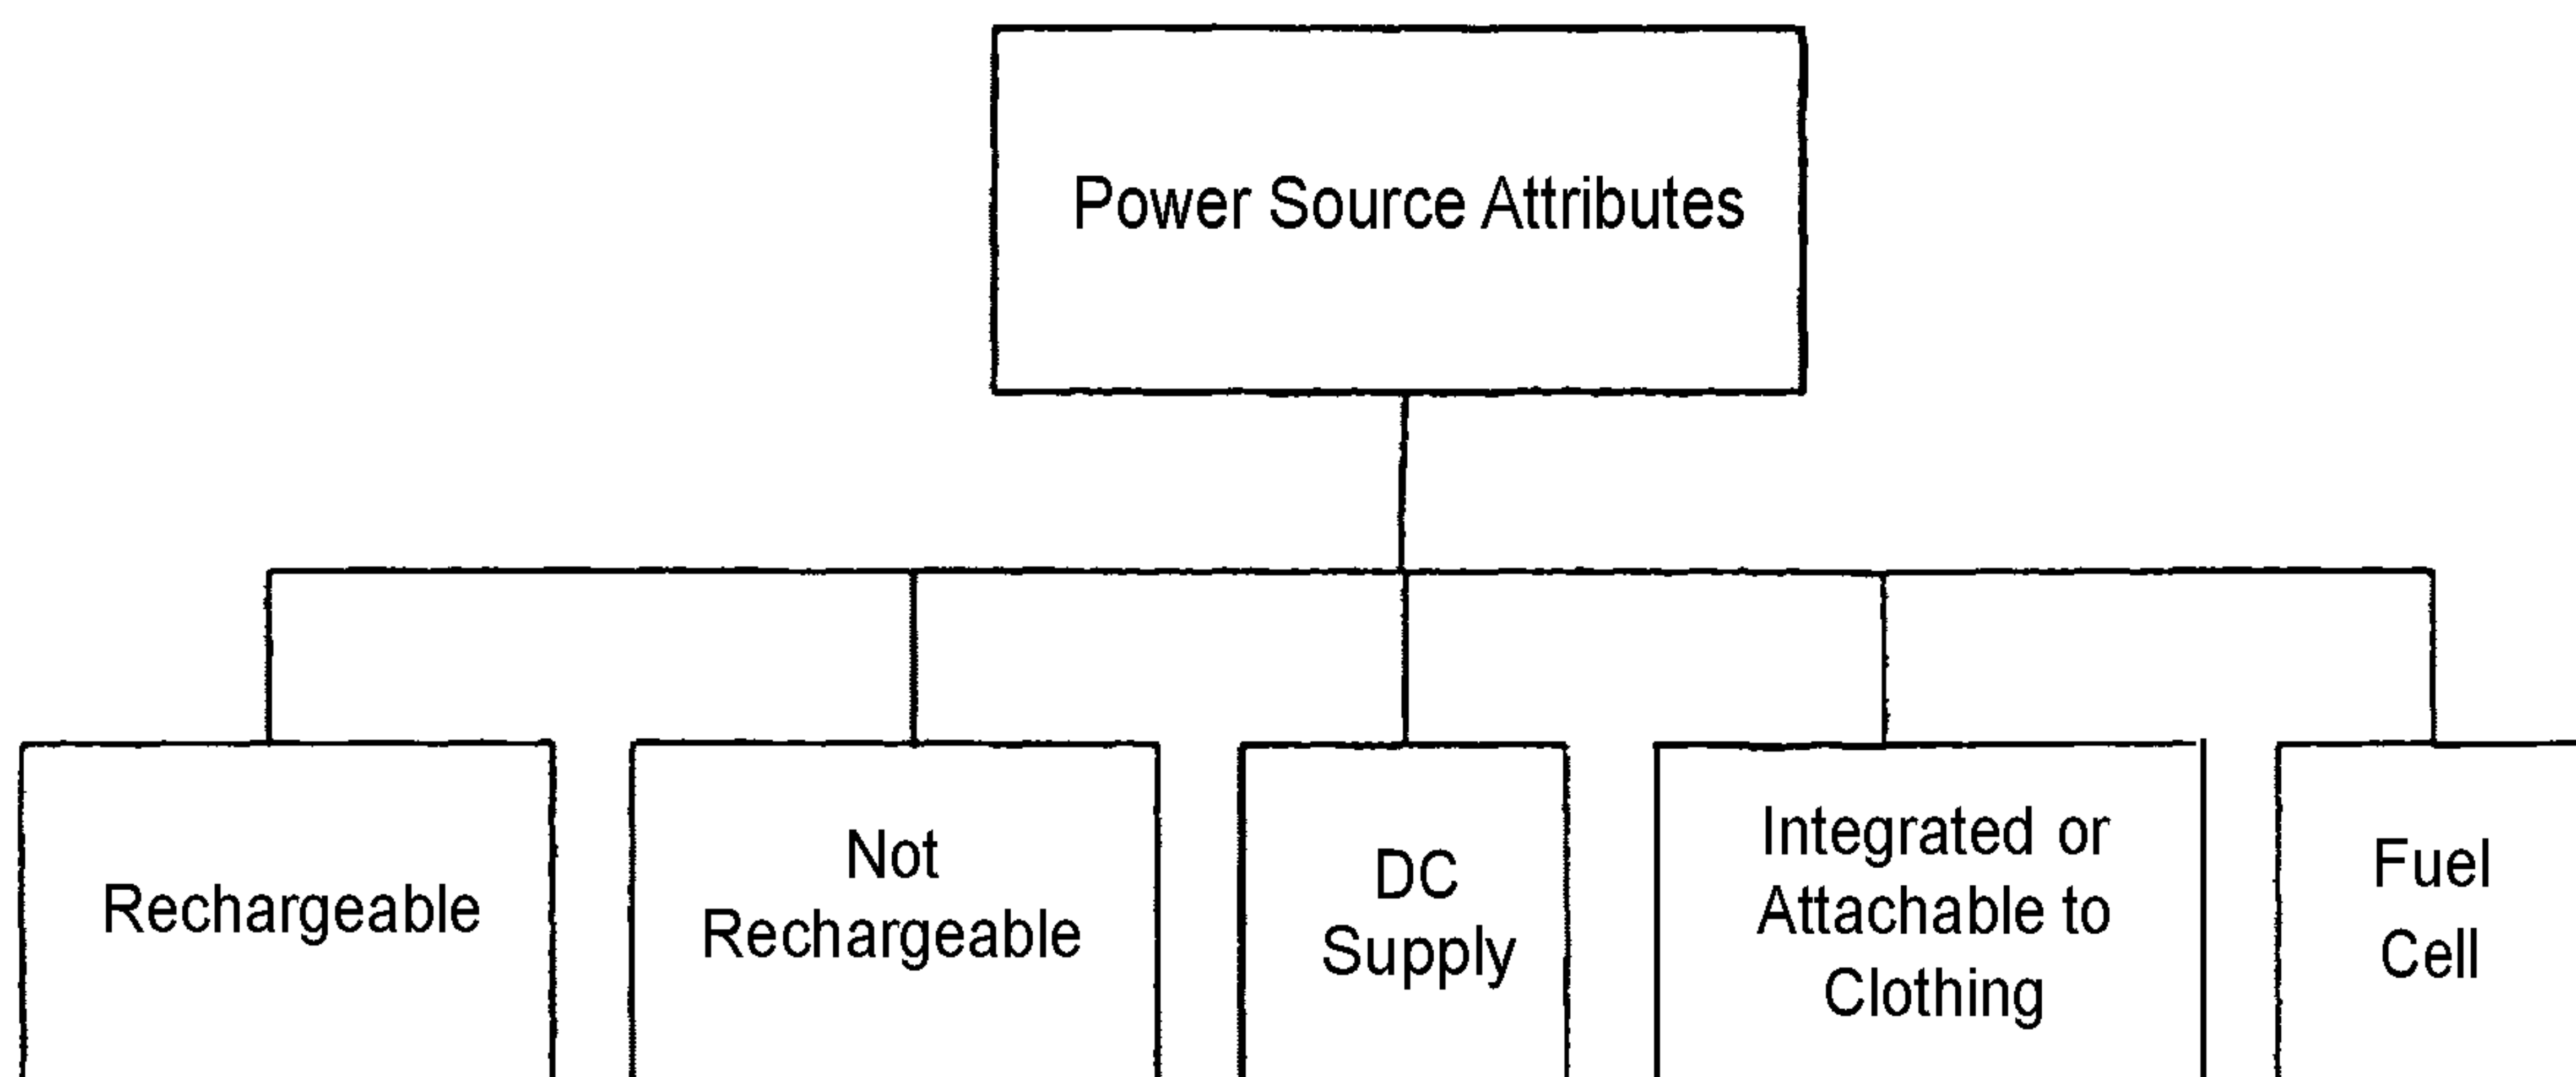 Power Source Attributes
Rechargeable
Not
Rechargeable
DC
Supply
Integrated or
Attachable to
Clothing
Fuel
Cell